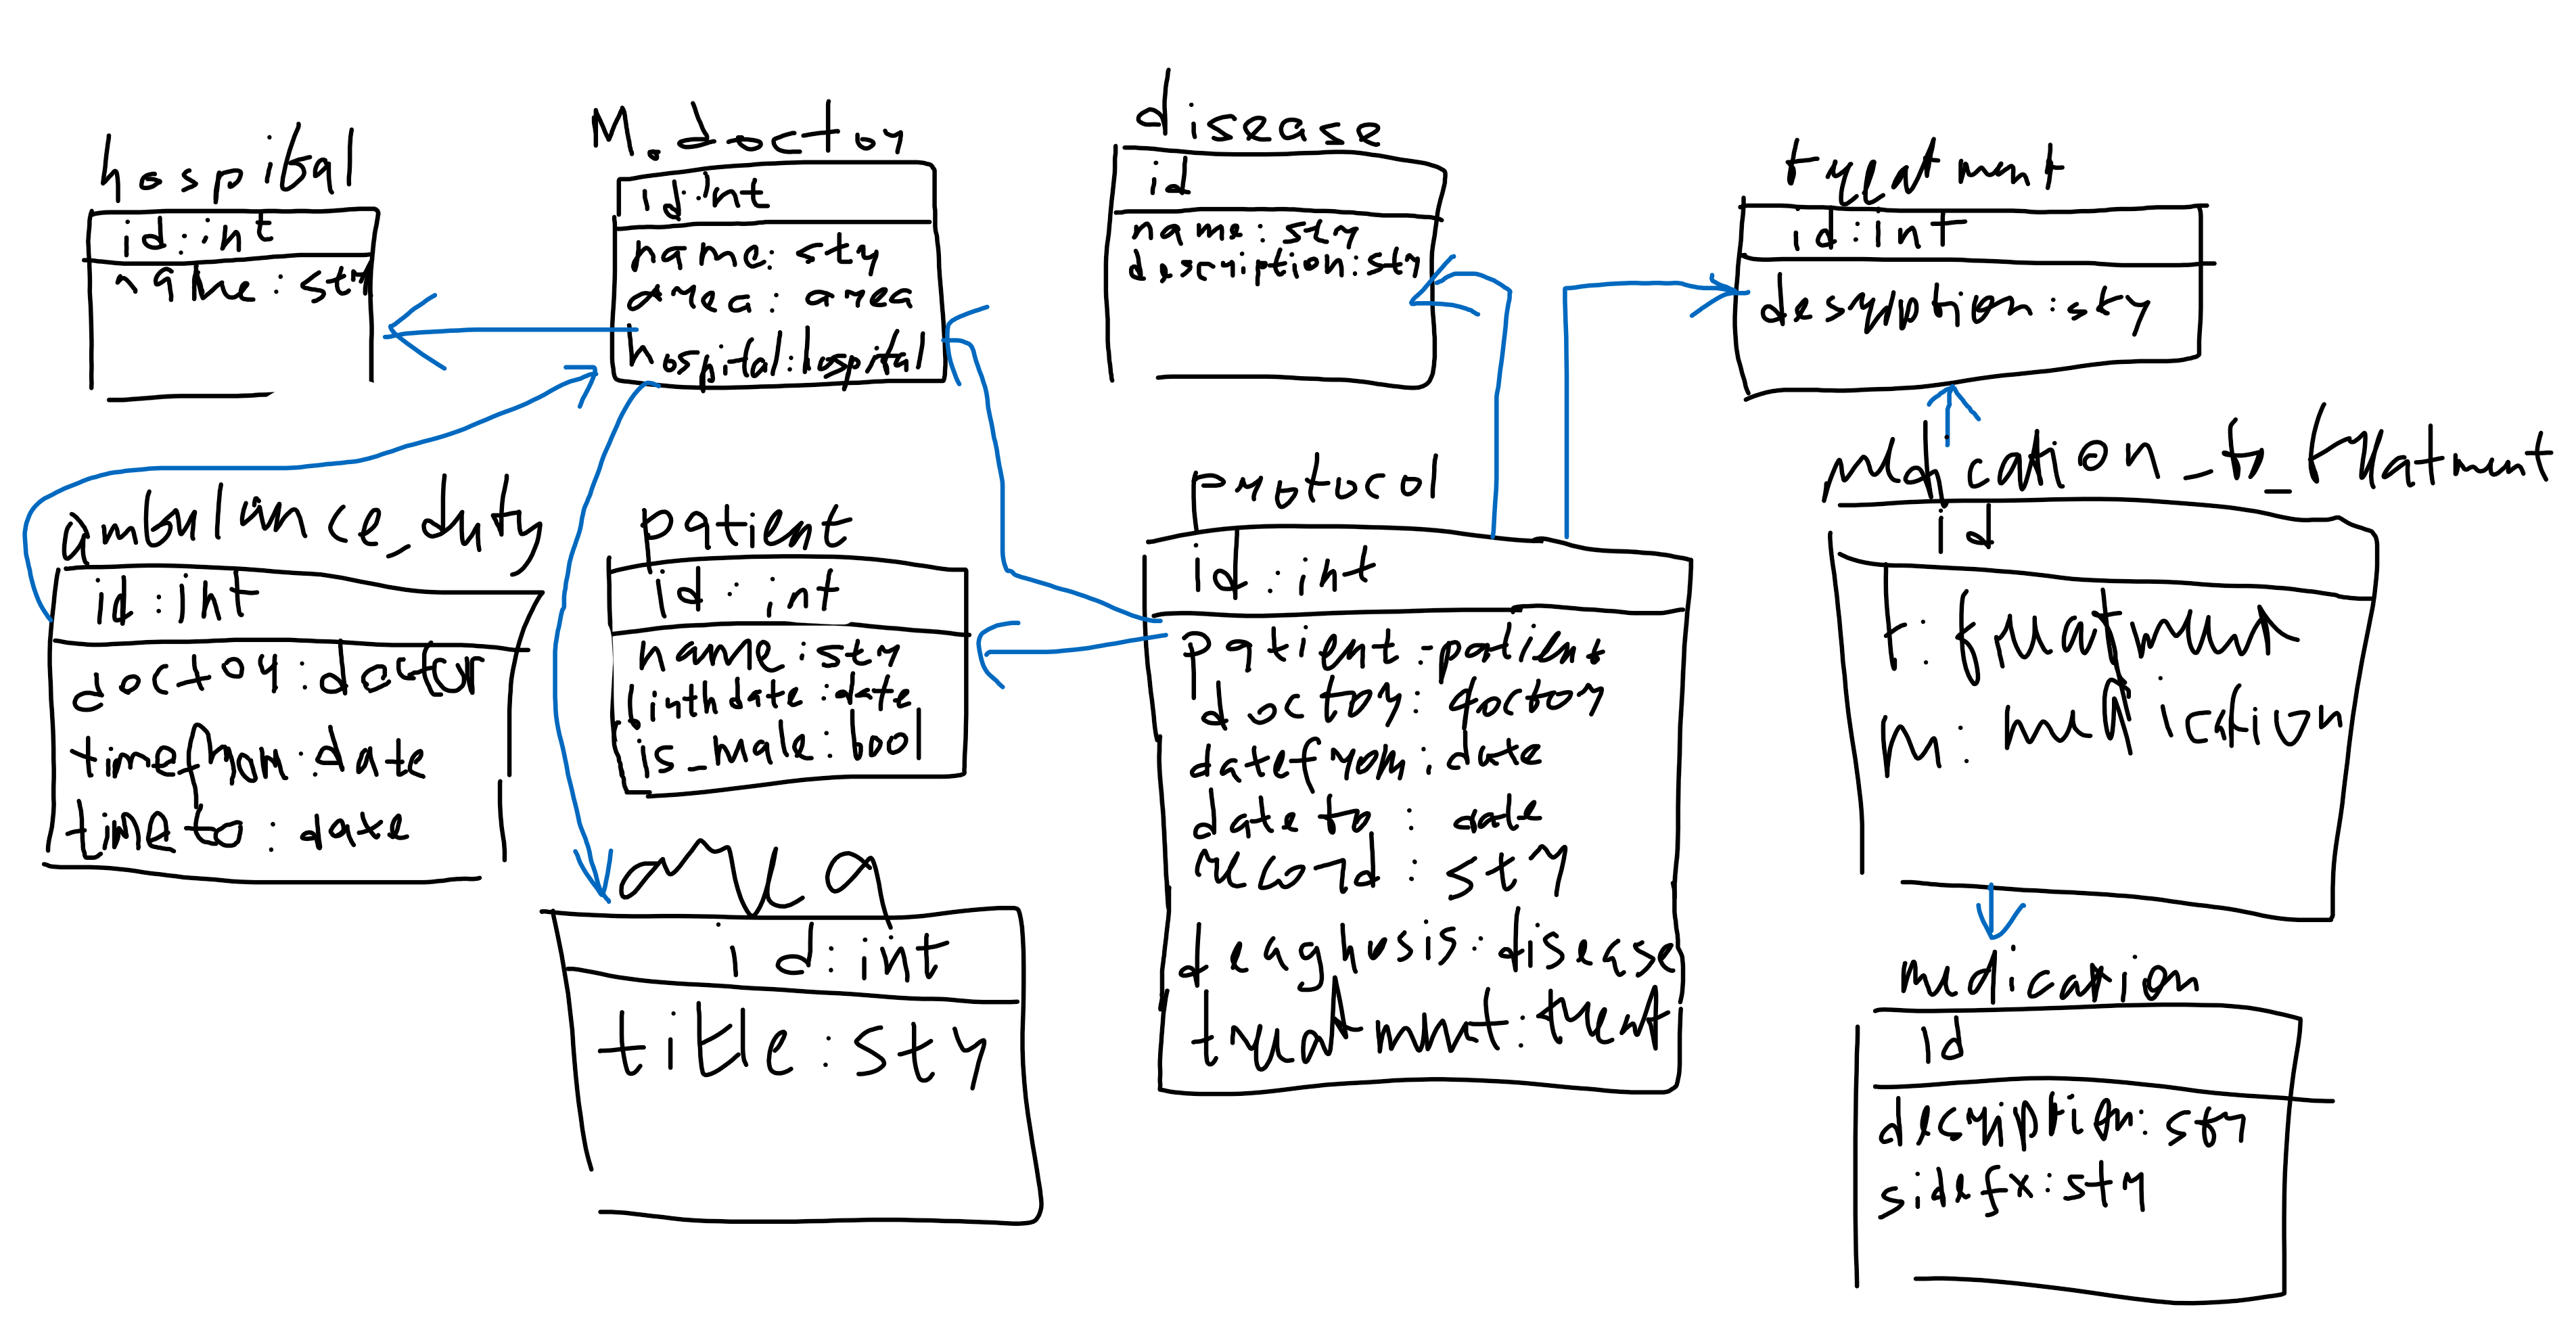 hospital
id:int
name:str
M.doctor
id:int
name:str
area:area
hospital:hospital
disease
id
name:str
description:str
treatment
id:int
description:str
ambulance_duty
id:int
doctor:doctor
timefrom:date
timeto:date
patient
id:int
name:str
birthdate:date
is_male:bool
area
id:int
title:str
protocol
id:int
patient:patient
doctor:doctor
datefrom:date
dateto:date
record:str
deagnosis:disease
treatment:treat
medication_to_treatment
id
t:treatment
m:medication
medication
id
description:str
sidefx:str